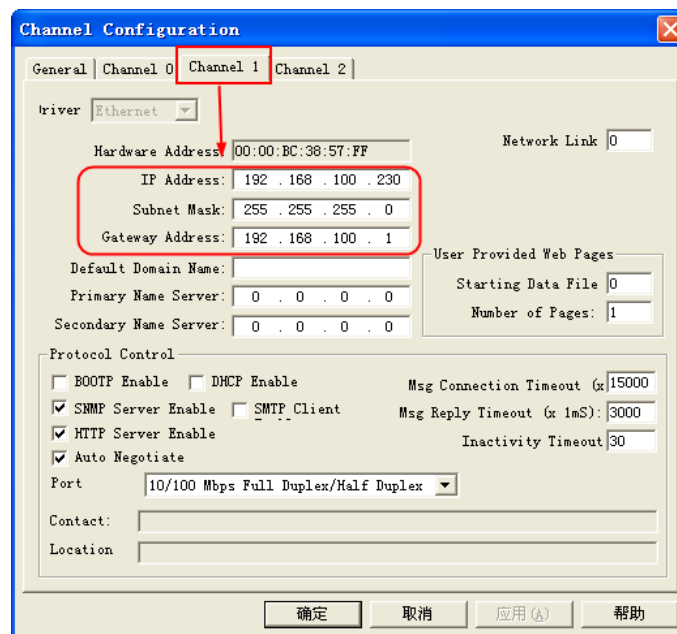 Channel Configuration
General Channel 0 Channel 1 Channel 2
river Ethernet
Network Link 0
Hardware Address: 00:00:BC:38:57:FF
IP Address: 192 . 168 . 100 . 230
Subnet Mask: 255 . 255 . 255 . 0
Gateway Address: 192 . 168 . 100 . 1
User Provided Web Pages
Default Domain Name:
Starting Data File 0
Primary Name Server: 0 . 0 . 0 . 0
Number of Pages: 1
Secondary Name Server: 0 . 0 . 0 . 0
Protocol Control
BOOTP Enable DHCP Enable
Msg Connection Timeout (x 15000
SNMP Server Enable SMTP Client
Msg Reply Timeout (x 1mS): 3000
HTTP Server Enable
Inactivity Timeout 30
Auto Negotiate
Port 10/100 Mbps Full Duplex/Half Duplex
Contact:
Location
确定 取消 应用(A) 帮助